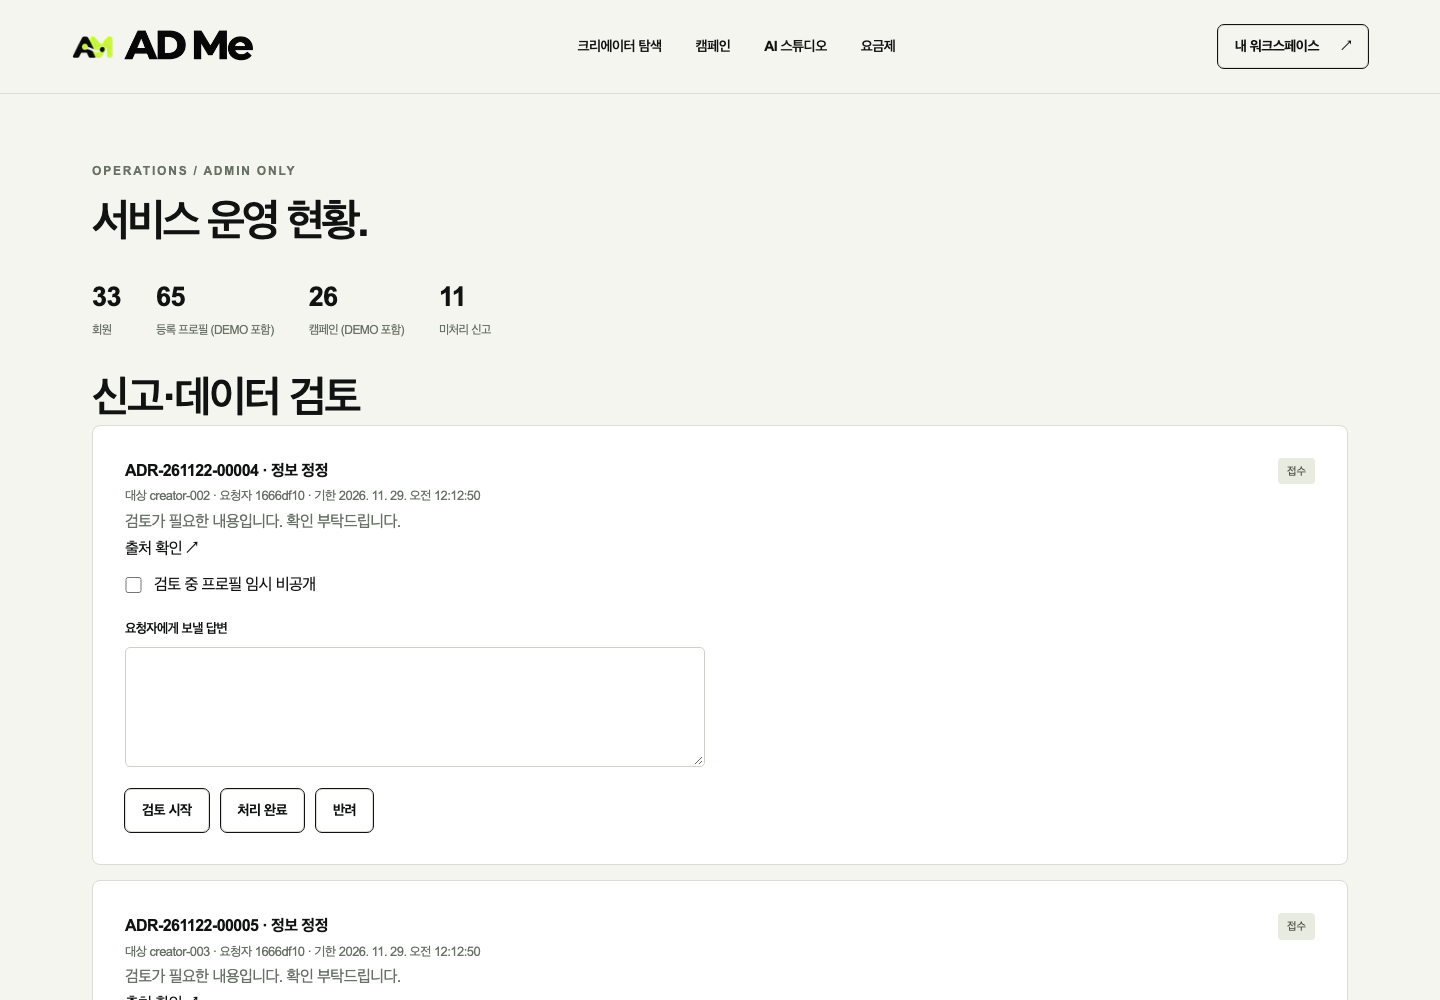 AD Me
크리에이터 탐색
캠페인
AI 스튜디오
요금제
내 워크스페이스 ↗
OPERATIONS / ADMIN ONLY
서비스 운영 현황.
33
회원
65
등록 프로필 (DEMO 포함)
26
캠페인 (DEMO 포함)
11
미처리 신고
신고·데이터 검토
ADR-261122-00004 · 정보 정정
접수
대상 creator-002 · 요청자 1666df10 · 기한 2026. 11. 29. 오전 12:12:50
검토가 필요한 내용입니다. 확인 부탁드립니다.
출처 확인 ↗
검토 중 프로필 임시 비공개
요청자에게 보낼 답변
검토 시작
처리 완료
반려
ADR-261122-00005 · 정보 정정
접수
대상 creator-003 · 요청자 1666df10 · 기한 2026. 11. 29. 오전 12:12:50
검토가 필요한 내용입니다. 확인 부탁드립니다.
출처 확인 ↗